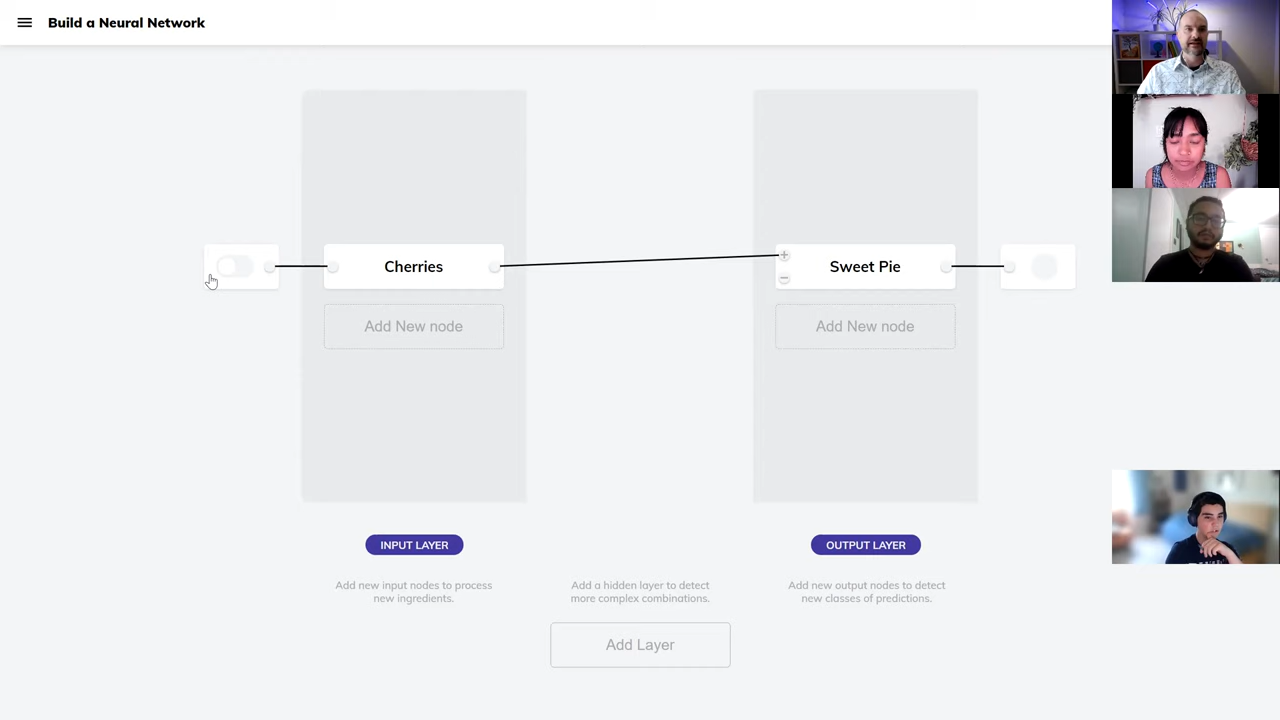 Build a Neural Network
Cherries
Sweet Pie
Add New node
Add New node
INPUT LAYER
OUTPUT LAYER
Add new input nodes to process
new ingredients.
Add a hidden layer to detect
more complex combinations.
Add new output nodes to detect
new classes of predictions.
Add Layer